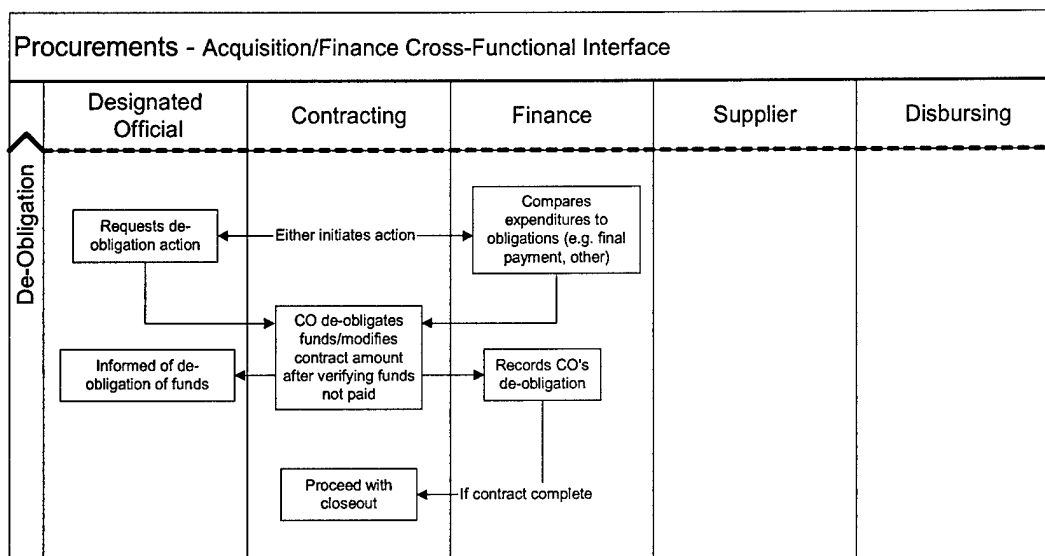 Procurements - Acquisition/Finance Cross-Functional Interface
Designated
Official
Contracting
Finance
Supplier
Disbursing
De-Obligation
Requests de-
obligation action
Either initiates action
Compares
expenditures to
obligations (e.g. final
payment, other)
CO de-obligates
funds/modifies
contract amount
after verifying funds
not paid
Informed of de-
obligation of funds
Records CO's
de-obligation
Proceed with
closeout
If contract complete